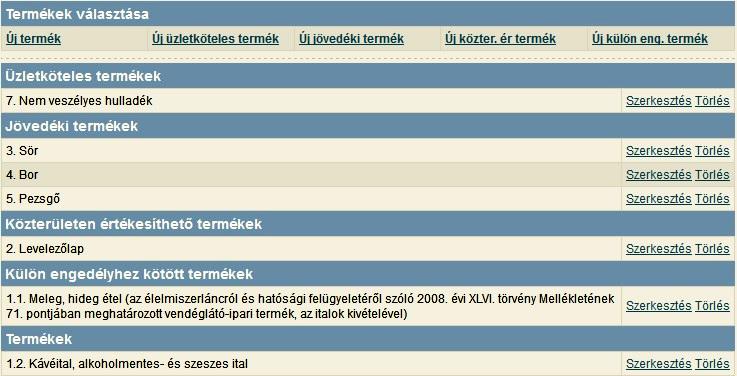 Termékek választása
Új termék Új üzletköteles termék Új jövedéki termék Új közter. ér termék Új külön eng. termék
Üzletköteles termékek
7. Nem veszélyes hulladék Szerkesztés Törlés
Jövedéki termékek
3. Sör Szerkesztés Törlés
4. Bor Szerkesztés Törlés
5. Pezsgő Szerkesztés Törlés
Közterületen értékesíthető termékek
2. Levelezőlap Szerkesztés Törlés
Külön engedélyhez kötött termékek
1.1. Meleg, hideg étel (az élelmiszerláncról és hatósági felügyeletéről szóló 2008. évi XLVI. törvény Mellékletének
71. pontjában meghatározott vendéglátó-ipari termék, az italok kivételével) Szerkesztés Törlés
Termékek
1.2. Kávéital, alkoholmentes- és szeszes ital Szerkesztés Törlés